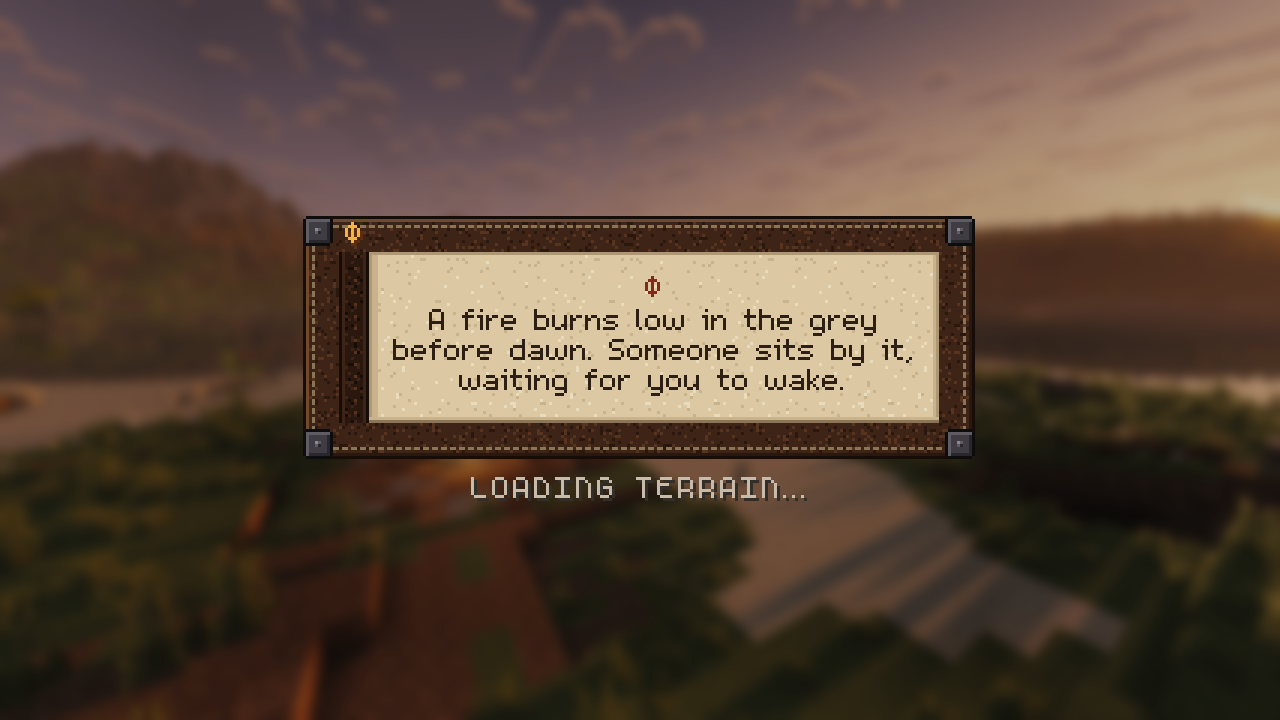 Φ
Φ
A fire burns low in the grey
before dawn. Someone sits by it,
waiting for you to wake.
LOADING TERRAIN...